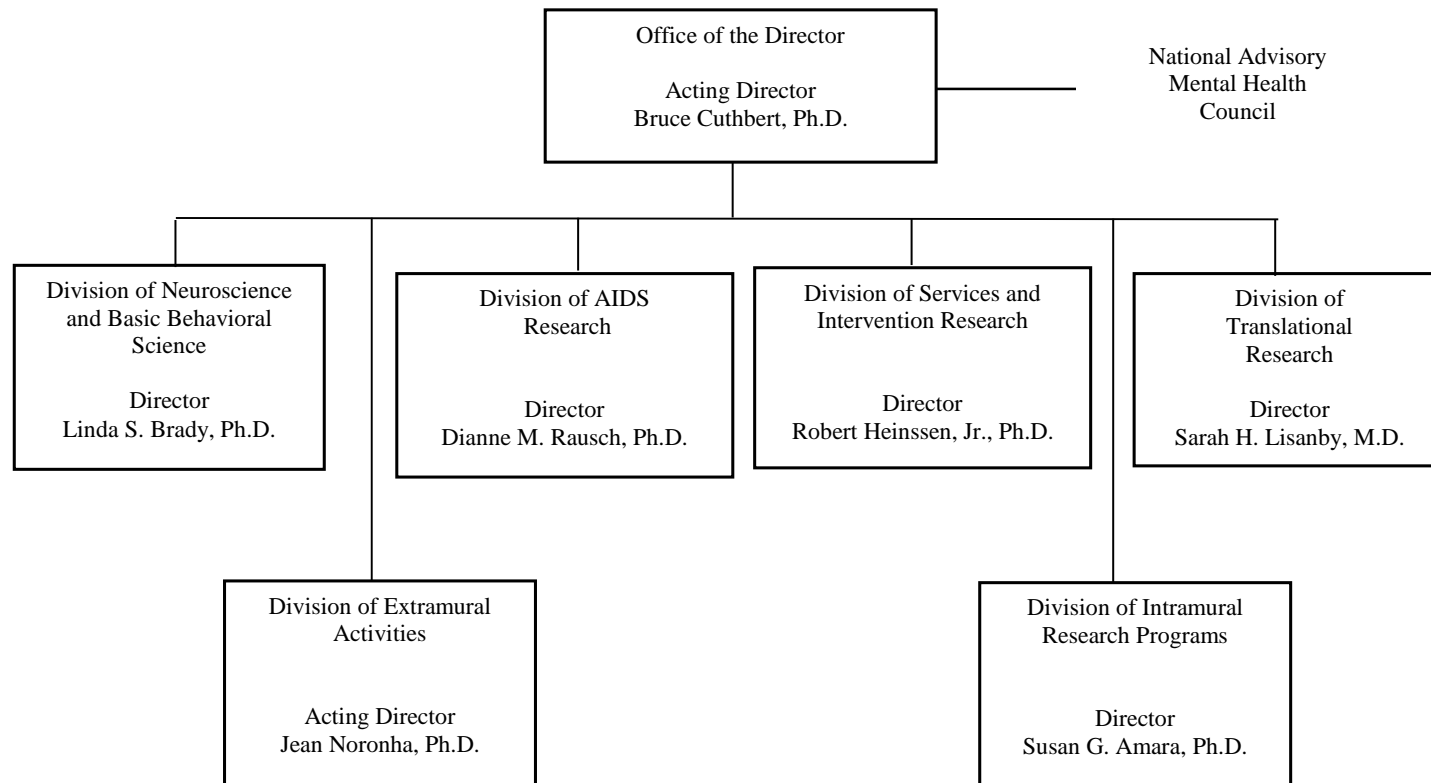 Office of the Director
Acting Director
Bruce Cuthbert, Ph.D.
National Advisory
Mental Health
Council
Division of Neuroscience
and Basic Behavioral
Science
Director
Linda S. Brady, Ph.D.
Division of AIDS
Research
Director
Dianne M. Rausch, Ph.D.
Division of Services and
Intervention Research
Director
Robert Heinssen, Jr., Ph.D.
Division of
Translational
Research
Director
Sarah H. Lisanby, M.D.
Division of Extramural
Activities
Acting Director
Jean Noronha, Ph.D.
Division of Intramural
Research Programs
Director
Susan G. Amara, Ph.D.